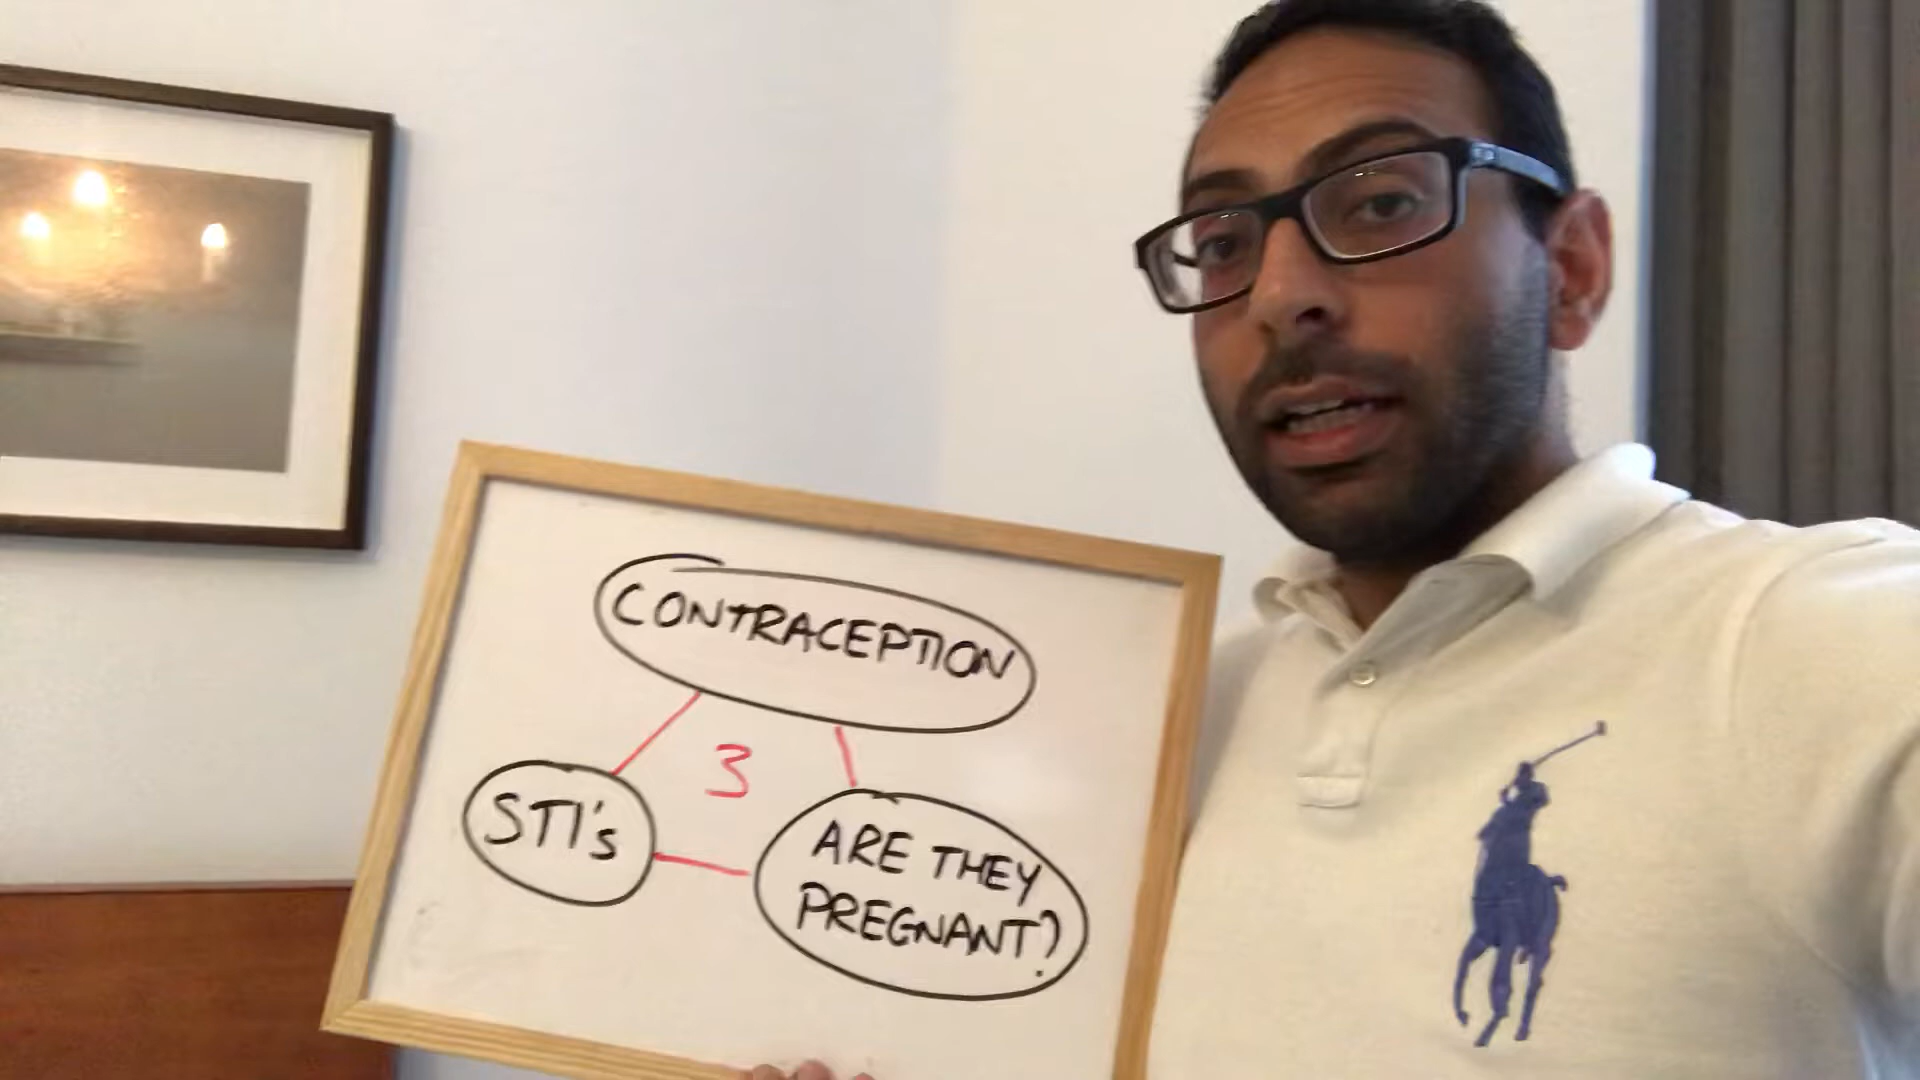 CONTRACEPTION
3
STI's
ARE THEY
PREGNANT?